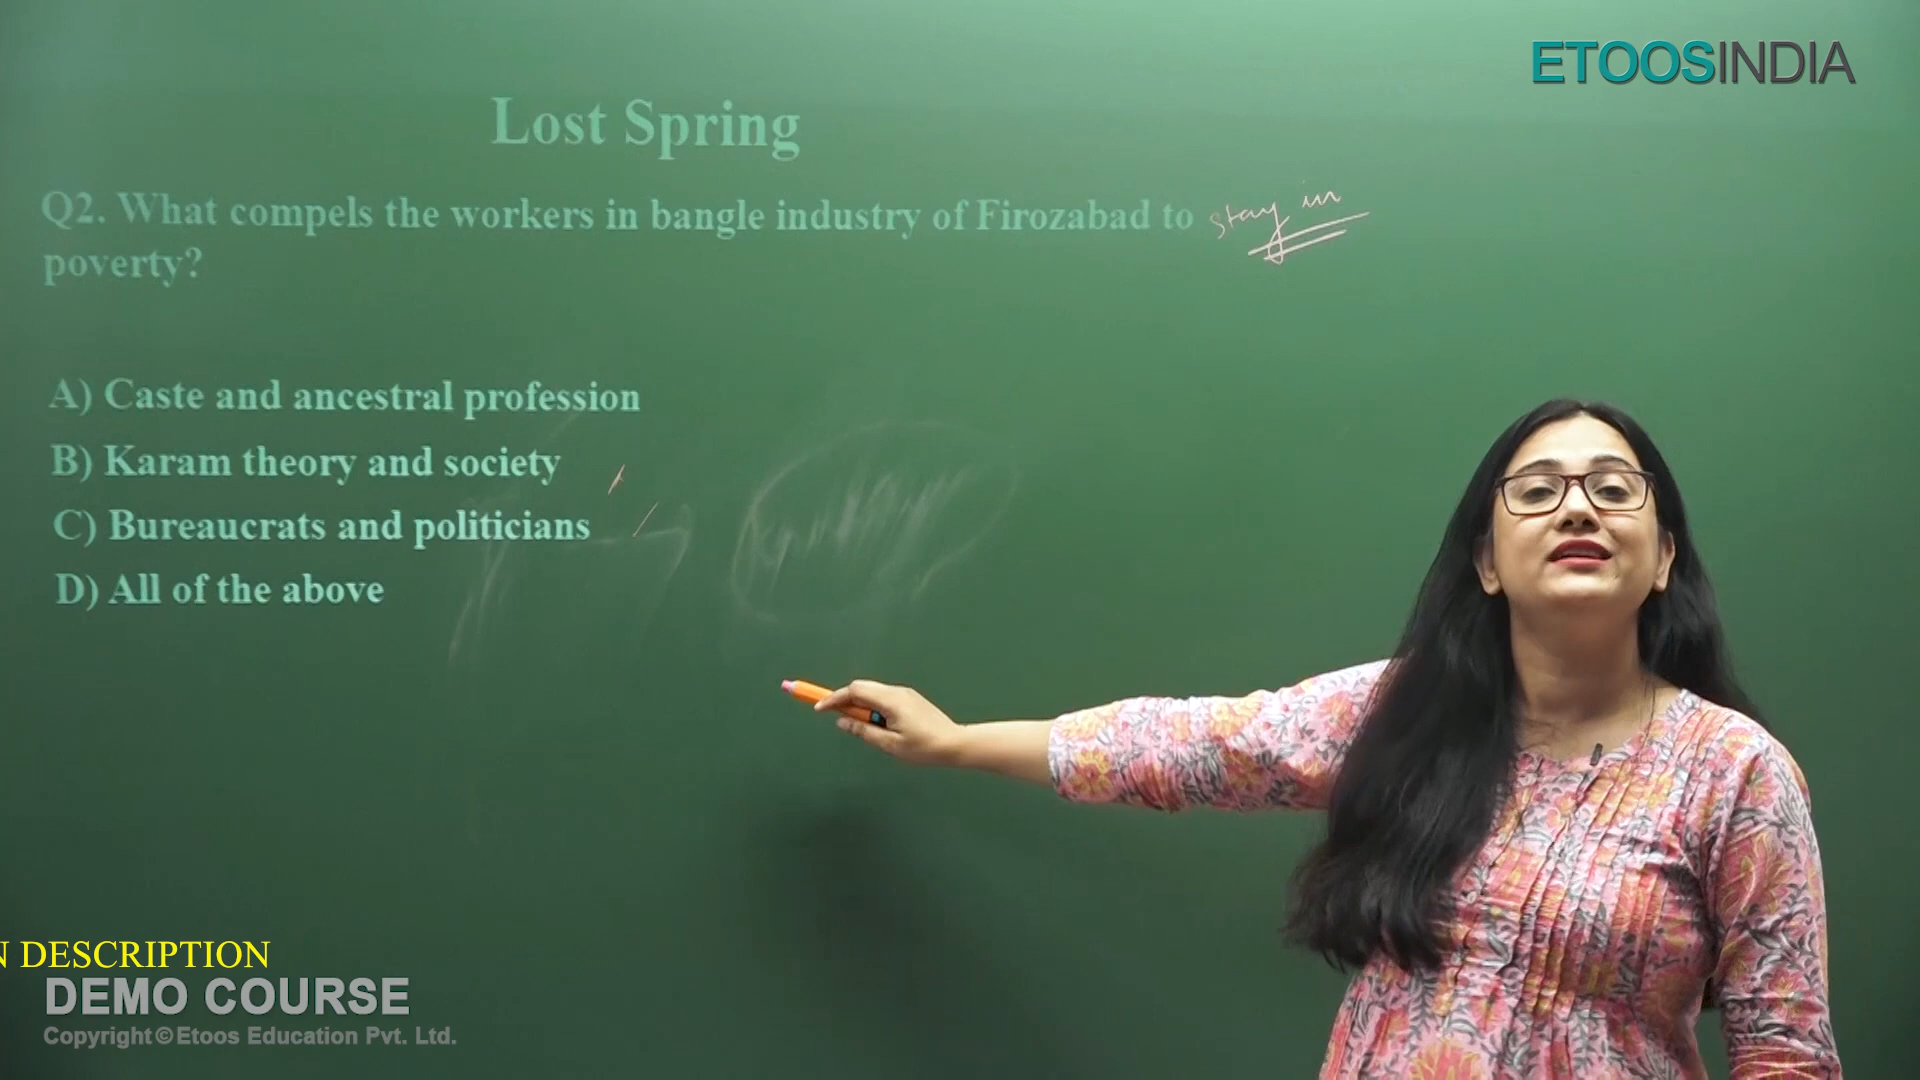 ETOOSINDIA
Lost Spring
Q2. What compels the workers in bangle industry of Firozabad to stay in
poverty?
A) Caste and ancestral profession
B) Karam theory and society
C) Bureaucrats and politicians
D) All of the above
N DESCRIPTION
DEMO COURSE
Copyright © Etoos Education Pvt. Ltd.